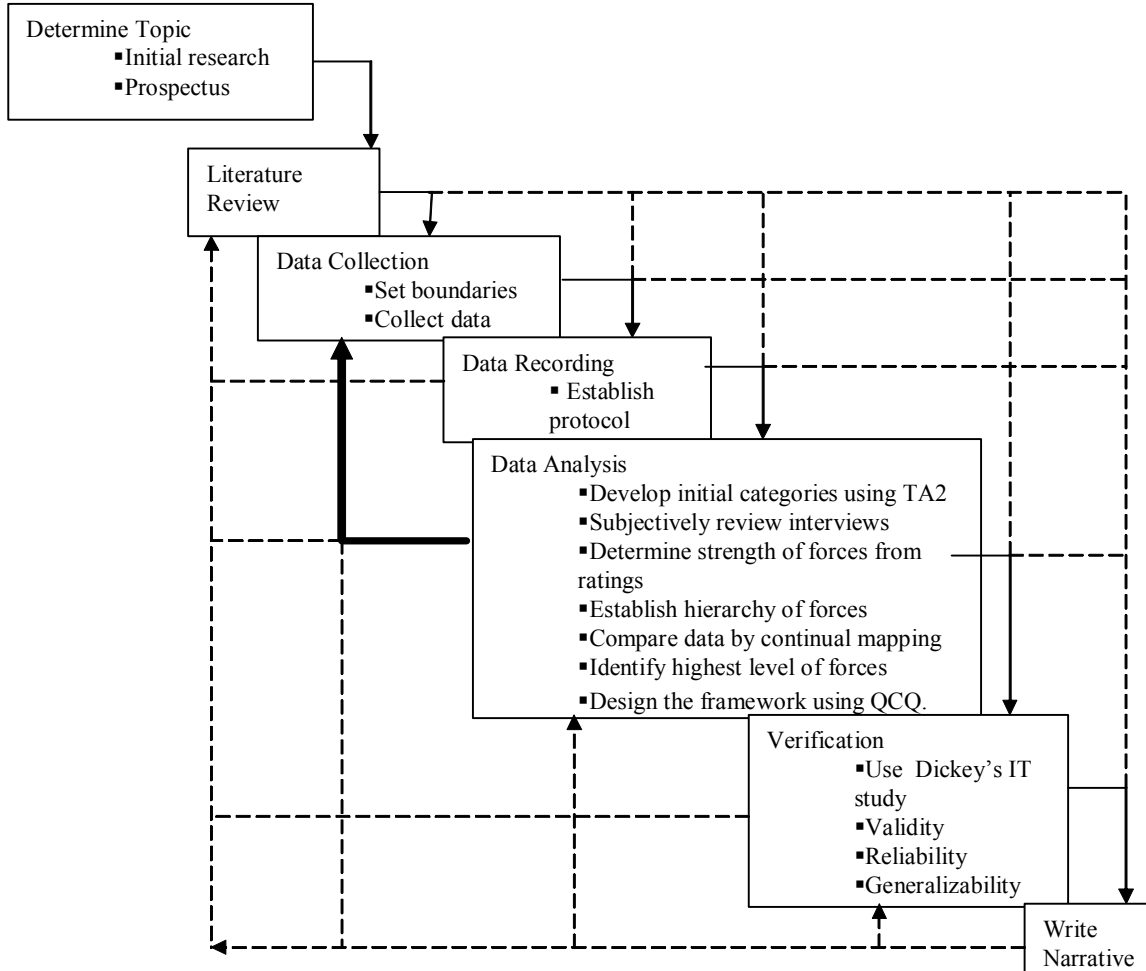 Determine Topic
▪Initial research
▪Prospectus
Literature
Review
Data Collection
▪Set boundaries
▪Collect data
Data Recording
▪ Establish
protocol
Data Analysis
▪Develop initial categories using TA2
▪Subjectively review interviews
▪Determine strength of forces from
ratings
▪Establish hierarchy of forces
▪Compare data by continual mapping
▪Identify highest level of forces
▪Design the framework using QCQ.
Verification
▪Use Dickey’s IT
study
▪Validity
▪Reliability
▪Generalizability
Write
Narrative